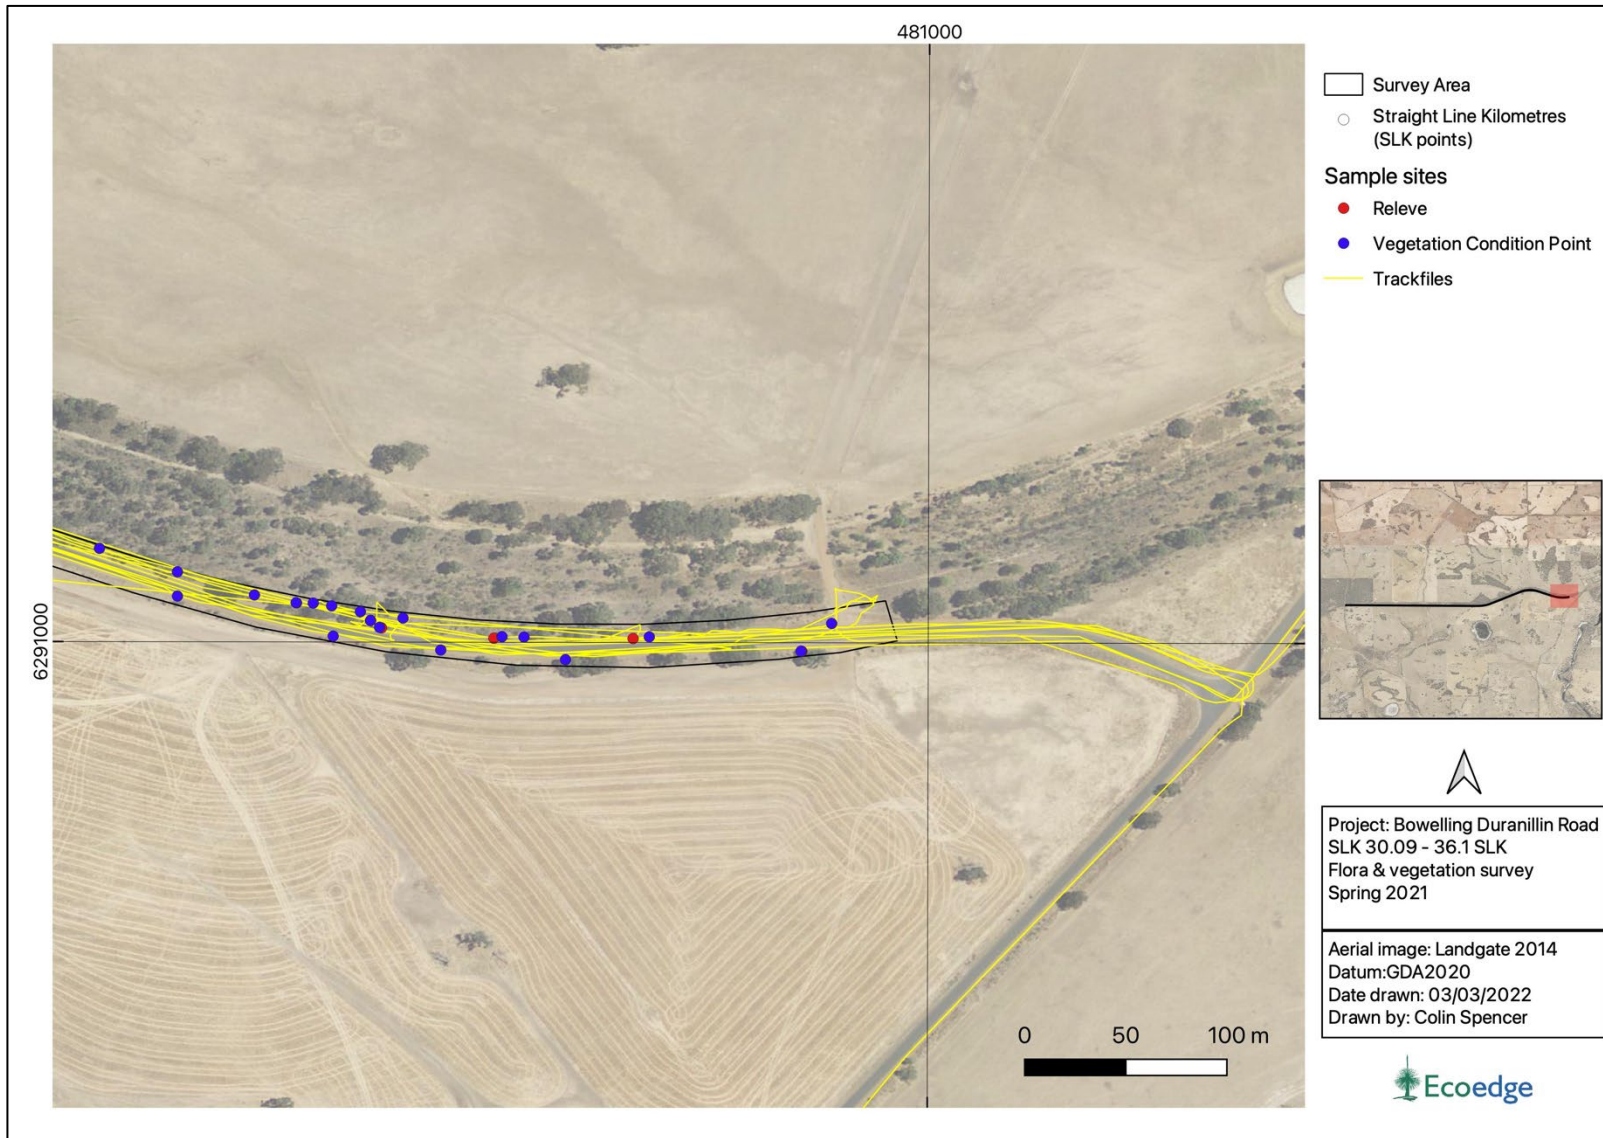 481000
6291000
Survey Area
Straight Line Kilometres
(SLK points)
Sample sites
Releve
Vegetation Condition Point
Trackfiles
Project: Bowelling Duranillin Road
SLK 30.09 - 36.1 SLK
Flora & vegetation survey
Spring 2021
Aerial image: Landgate 2014
Datum:GDA2020
Date drawn: 03/03/2022
Drawn by: Colin Spencer
0 50 100 m
Ecoedge